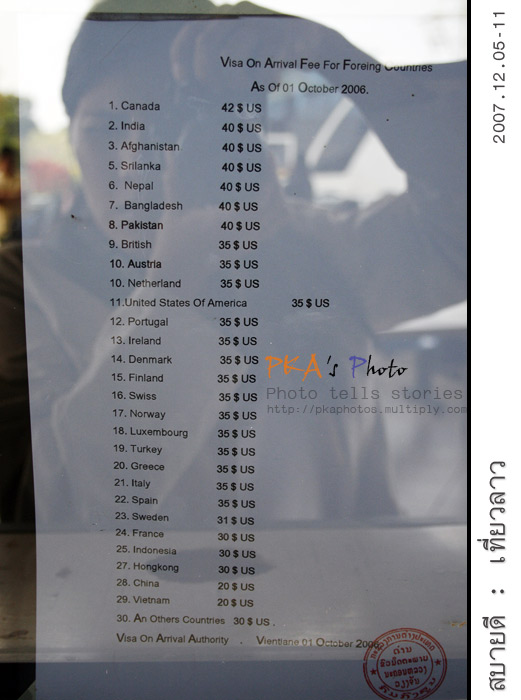 Visa On Arrival Fee For Foreing Countries
As Of 01 October 2006.
1. Canada 42 $ US
2. India 40 $ US
3. Afghanistan 40 $ US
5. Srilanka 40 $ US
6. Nepal 40 $ US
7. Bangladesh 40 $ US
8. Pakistan 40 $ US
9. British 35 $ US
10. Austria 35 $ US
10. Netherland 35 $ US
11.United States Of America 35 $ US
12. Portugal 35 $ US
13. Ireland 35 $ US
14. Denmark 35 $ US
15. Finland 35 $ US
16. Swiss 35 $ US
17. Norway 35 $ US
18. Luxembourg 35 $ US
19. Turkey 35 $ US
20. Greece 35 $ US
21. Italy 35 $ US
22. Spain 35 $ US
23. Sweden 31 $ US
24. France 30 $ US
25. Indonesia 30 $ US
27. Hongkong 30 $ US
28. China 20 $ US
29. Vietnam 20 $ US
30. An Others Countries 30 $ US .
Visa On Arrival Authority . Vientiane 01 October 2006
PKA's Photo
Photo tells stories
http://pkaphotos.multiply.com
2007.12.05-11
สบายดี : เที่ยวลาว